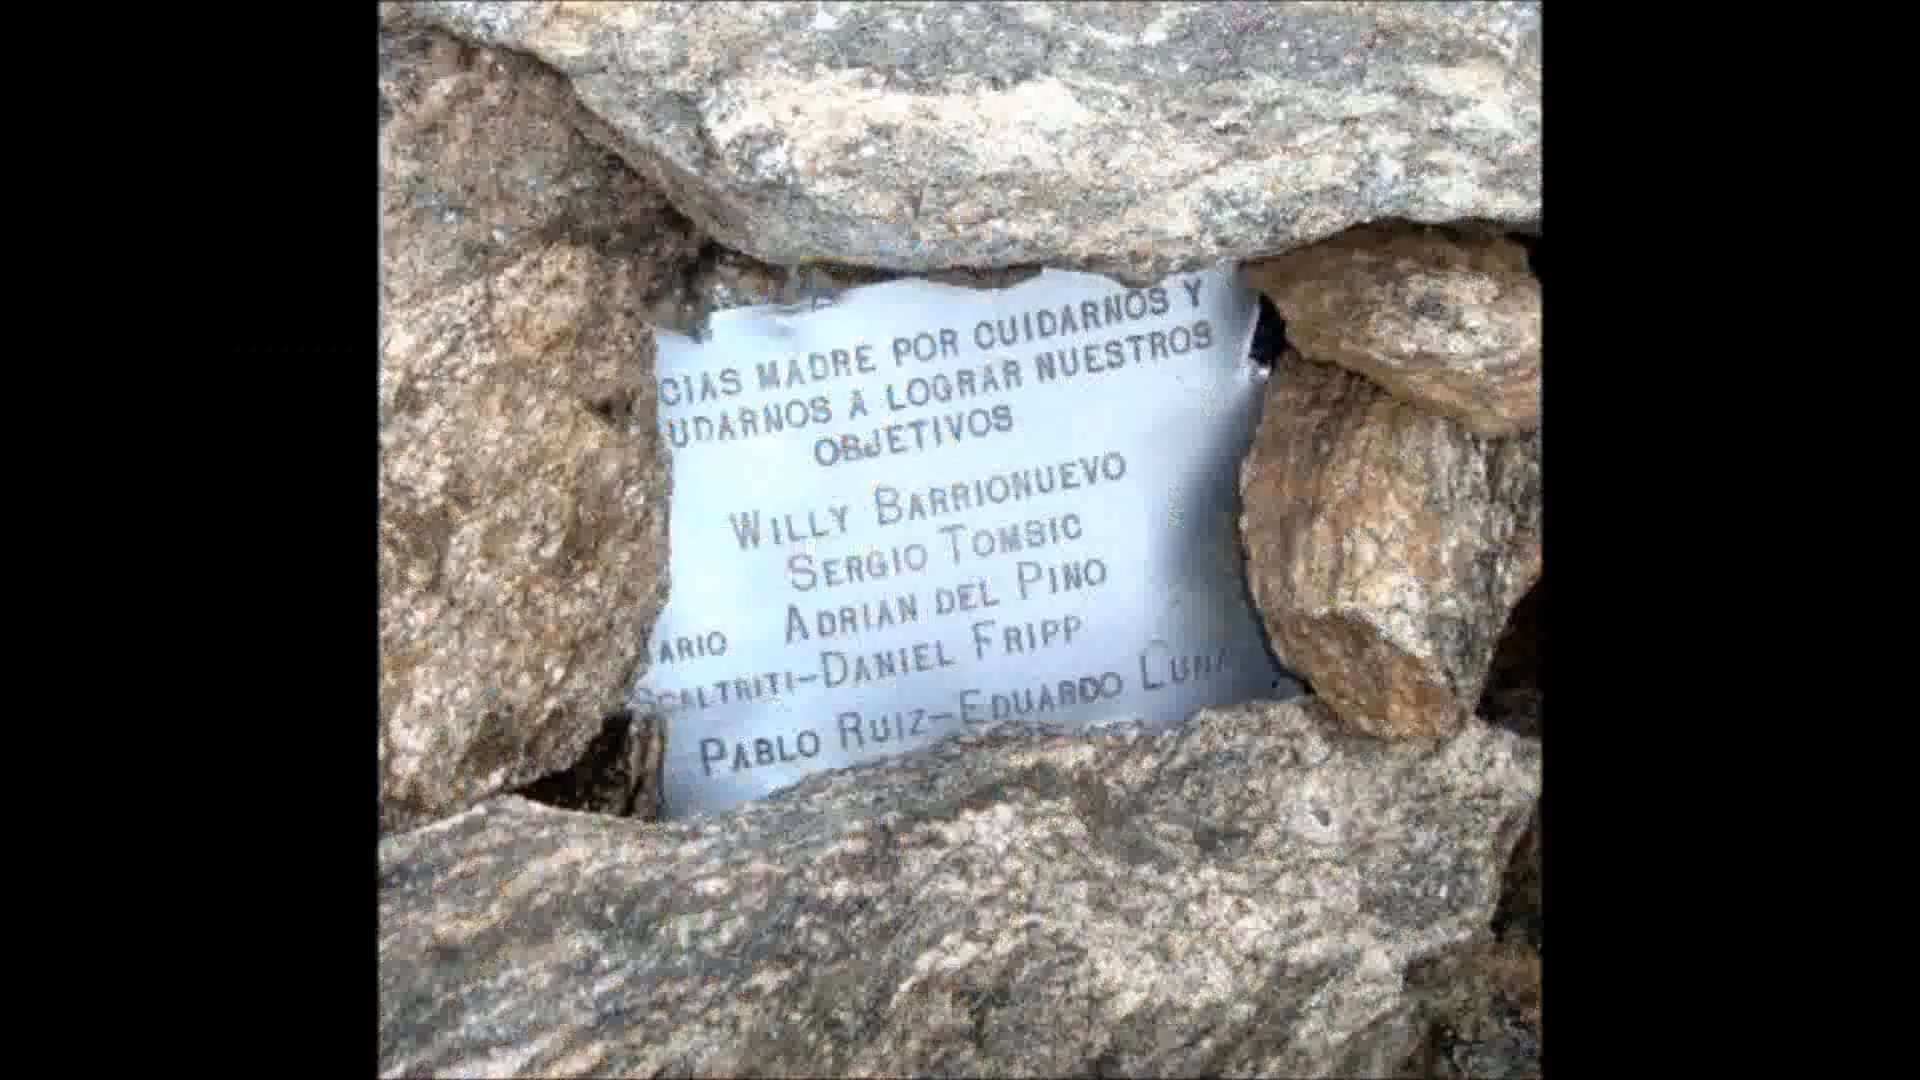 CIAS MADRE POR CUIDARNOS Y
UDARNOS A LOGRAR NUESTROS
OBJETIVOS
WILLY BARRIONUEVO
SERGIO TOMSIC
ADRIAN DEL PINO
ARIO
SCALTRITI-DANIEL FRIPP
PABLO RUIZ-EDUARDO LUNA